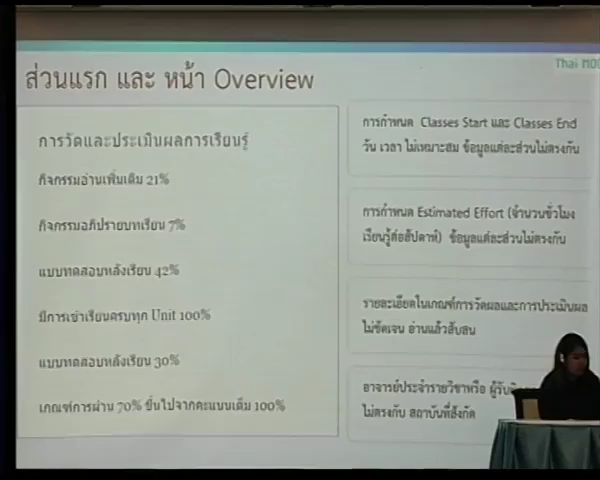 Thai MOO
ส่วนแรก และ หน้า Overview
การวัดและประเมินผลการเรียนรู้
กิจกรรมอ่านเพิ่มเติม 21%
กิจกรรมอภิปรายบทเรียน 7%
แบบทดสอบหลังเรียน 42%
มีการเข้าเรียนครบทุก Unit 100%
แบบทดสอบหลังเรียน 30%
เกณฑ์การผ่าน 70% ขึ้นไปจากคะแนนเต็ม 100%
การกำหนด Classes Start และ Classes End
วัน เวลา ไม่เหมาะสม ข้อมูลแต่ละส่วนไม่ตรงกัน
การกำหนด Estimated Effort (จำนวนชั่วโมง
เรียนรู้ต่อสัปดาห์) ข้อมูลแต่ละส่วนไม่ตรงกัน
รายละเอียดในเกณฑ์การวัดผลและการประเมินผล
ไม่ชัดเจน อ่านแล้วสับสน
อาจารย์ประจำรายวิชาหรือ
ไม่ตรงกับ สถาบันที่สังกัด